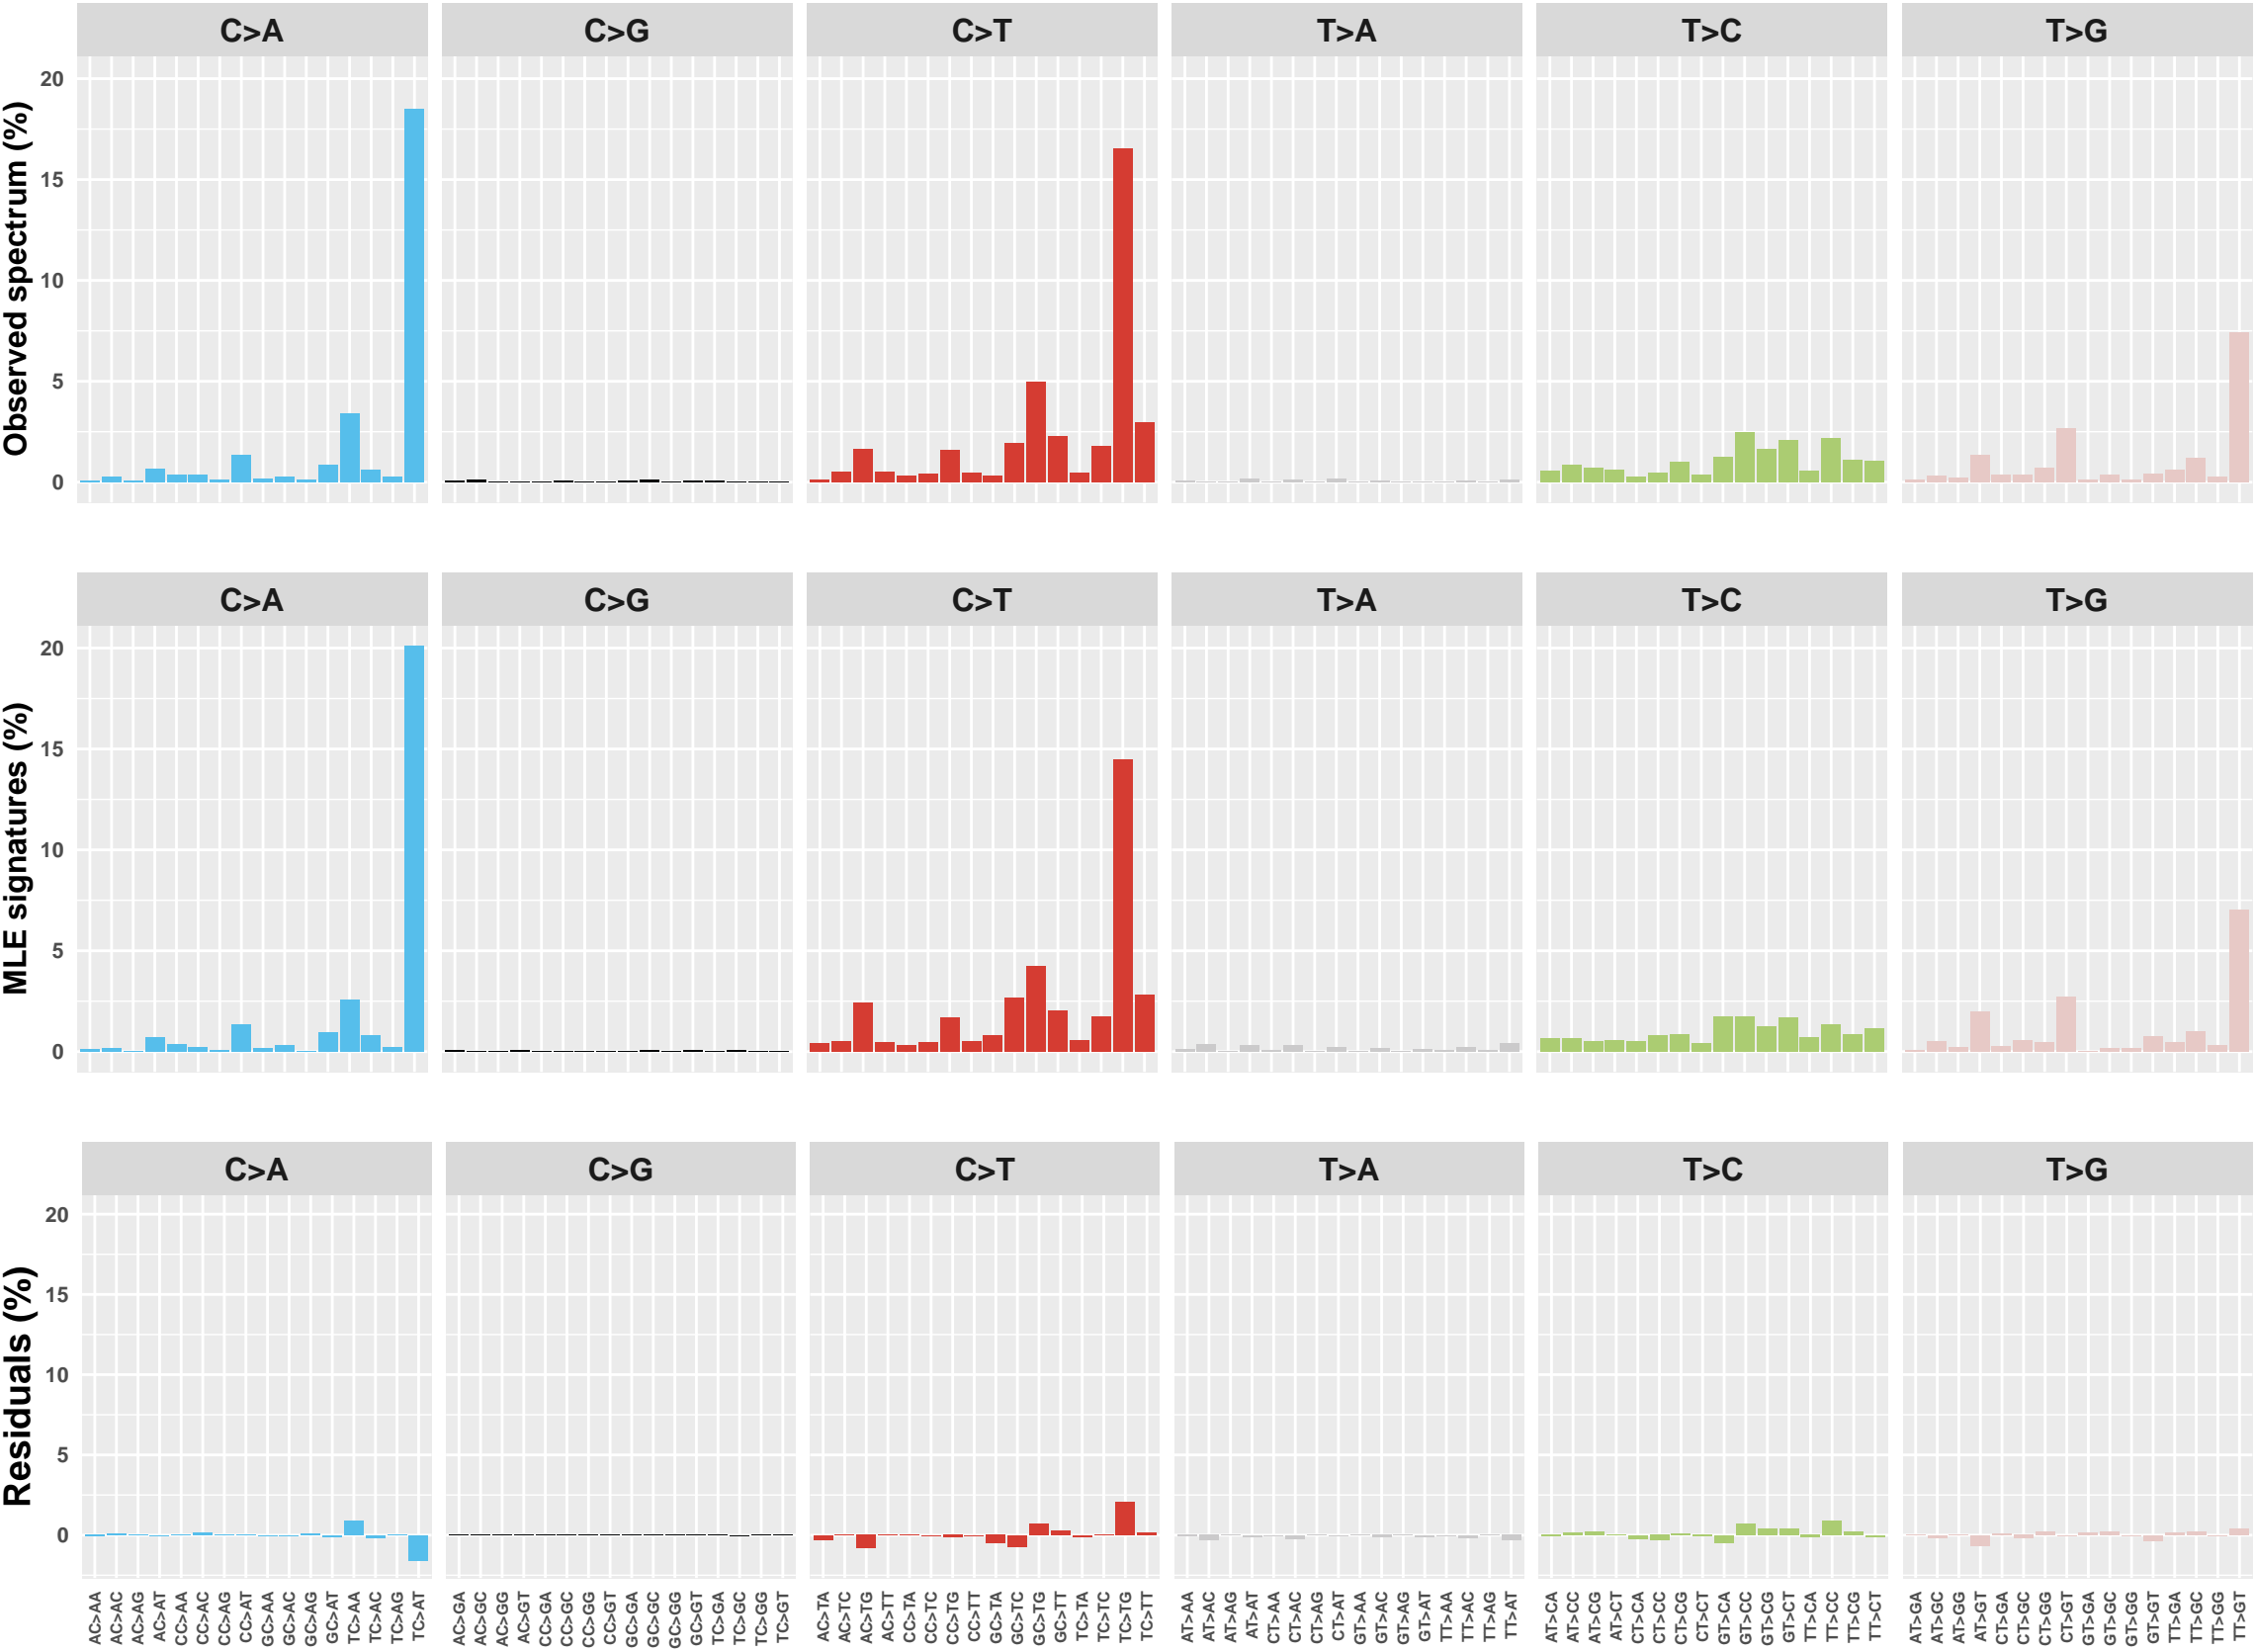 C>A C>G C>T T>A T>C T>G
Observed spectrum (%)
20
15
10
5
0
C>A C>G C>T T>A T>C T>G
MLE signatures (%)
20
15
10
5
0
C>A C>G C>T T>A T>C T>G
Residuals (%)
20
15
10
5
0
AC>AA
AC>AC
AC>AG
AC>AT
CC>AA
CC>AC
CC>AG
CC>AT
GC>AA
GC>AC
GC>AG
GC>AT
TC>AA
TC>AC
TC>AG
TC>AT
AC>GA
AC>GC
AC>GG
AC>GT
CC>GA
CC>GC
CC>GG
CC>GT
GC>GA
GC>GC
GC>GG
GC>GT
TC>GA
TC>GC
TC>GG
TC>GT
AC>TA
AC>TC
AC>TG
AC>TT
CC>TA
CC>TC
CC>TG
CC>TT
GC>TA
GC>TC
GC>TG
GC>TT
TC>TA
TC>TC
TC>TG
TC>TT
AT>AA
AT>AC
AT>AG
AT>AT
CT>AA
CT>AC
CT>AG
CT>AT
GT>AA
GT>AC
GT>AG
GT>AT
TT>AA
TT>AC
TT>AG
TT>AT
AT>CA
AT>CC
AT>CG
AT>CT
CT>CA
CT>CC
CT>CG
CT>CT
GT>CA
GT>CC
GT>CG
GT>CT
TT>CA
TT>CC
TT>CG
TT>CT
AT>GA
AT>GC
AT>GG
AT>GT
CT>GA
CT>GC
CT>GG
CT>GT
GT>GA
GT>GC
GT>GG
GT>GT
TT>GA
TT>GC
TT>GG
TT>GT